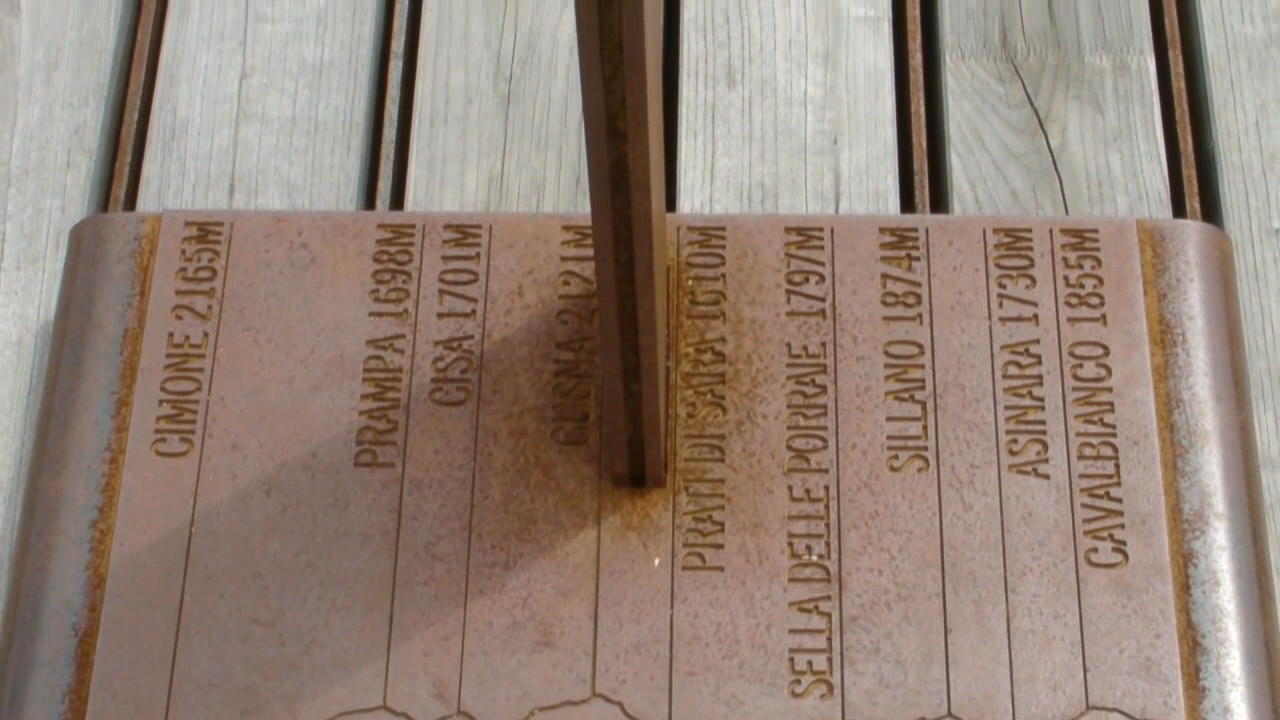 CIMONE 2165M
PRAMPA 1698M
CISA 1701M
CUSNA 2121M
PRATI DI SARA 1610M
SELLA DELLE PORRAIE 1797M
SILLANO 1874M
ASINARA 1730M
CAVALBIANCO 1855M